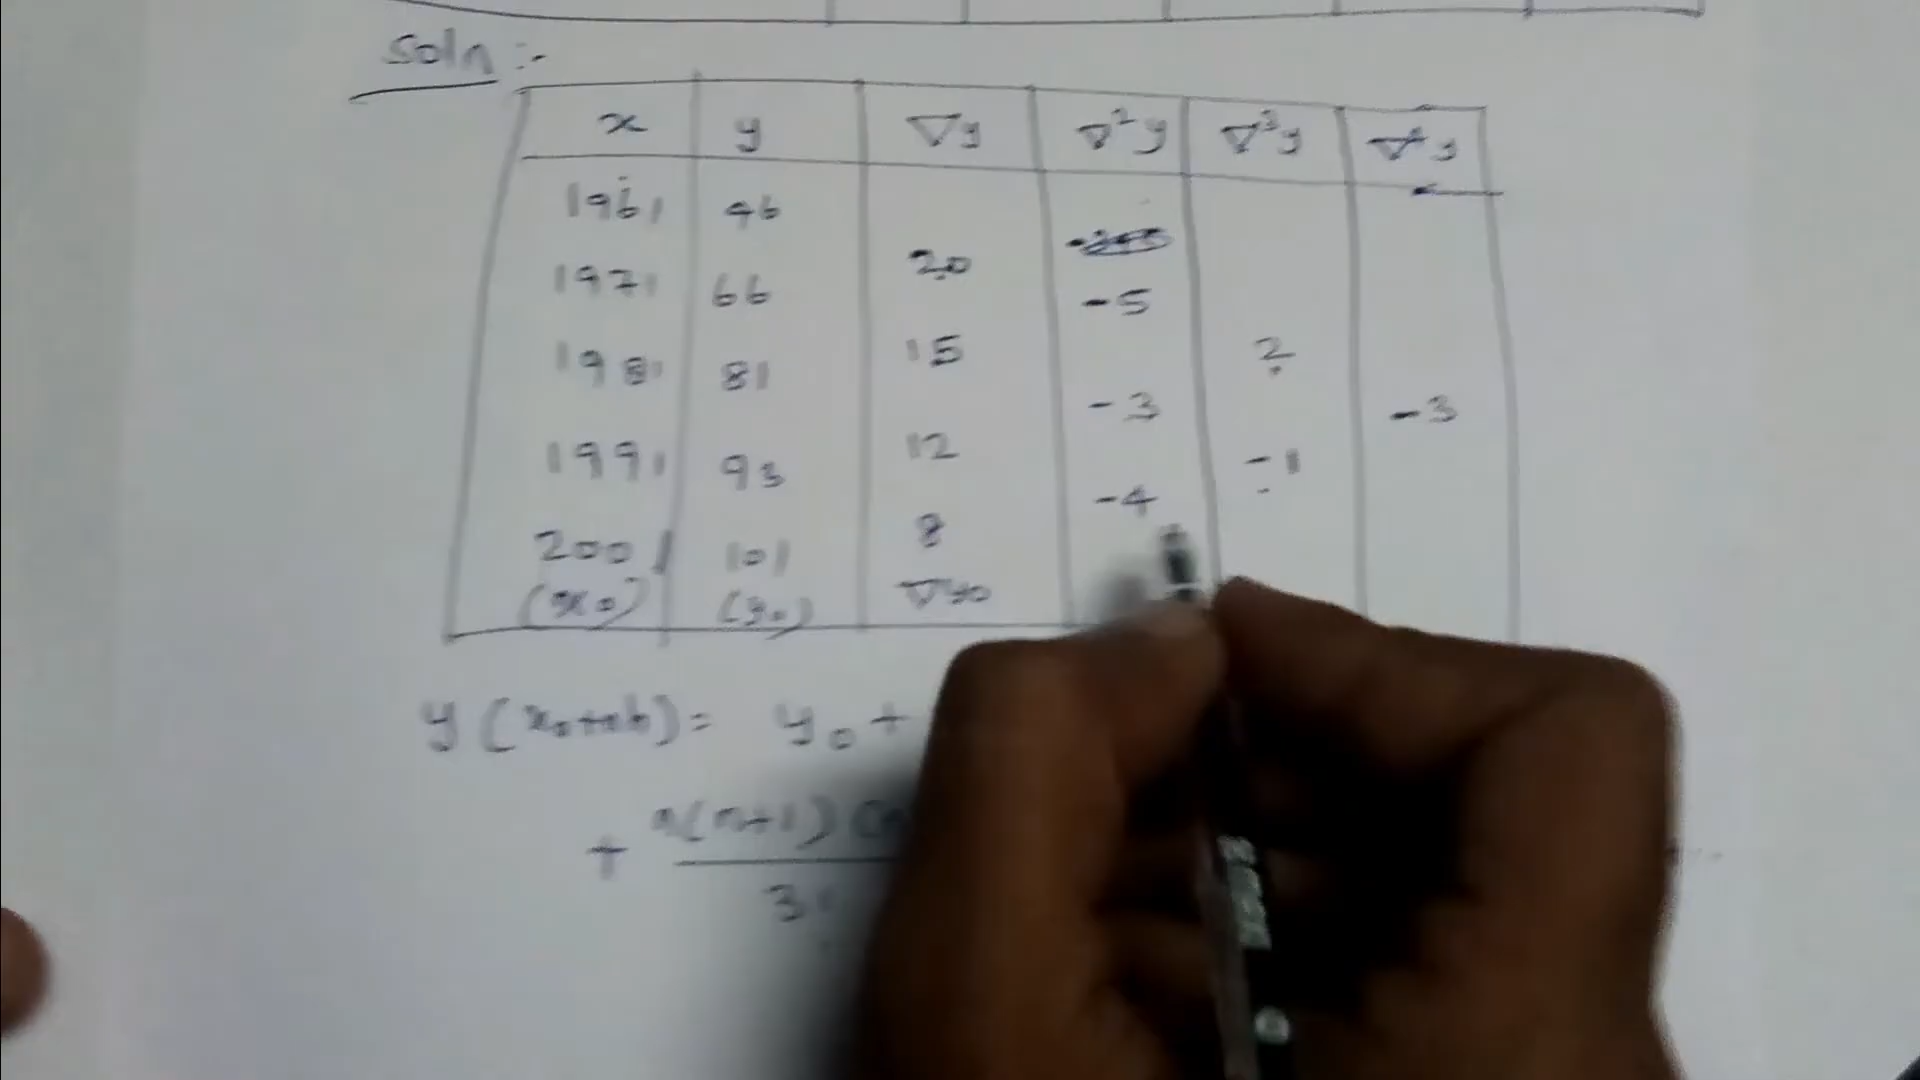 Soln :-
x y ∇y ∇²y ∇³y ∇⁴y
1961 46
20
1971 66 -5
15 2
1981 81 -3 -3
12 -1
1991 93 -4
8
2001 101
(x0) (y0) ∇y0
y(x0+nh) = y0 +
+ n(n+1)(n
3!